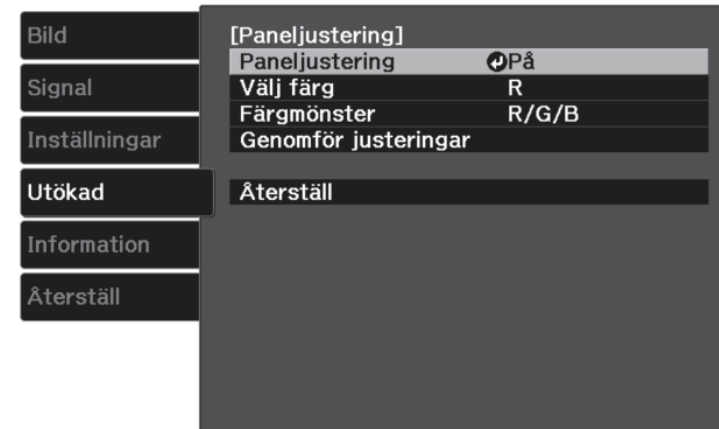 Bild
Signal
Inställningar
Utökad
Information
Återställ
[Paneljustering]
Paneljustering På
Välj färg R
Färgmönster R/G/B
Genomför justeringar
Återställ